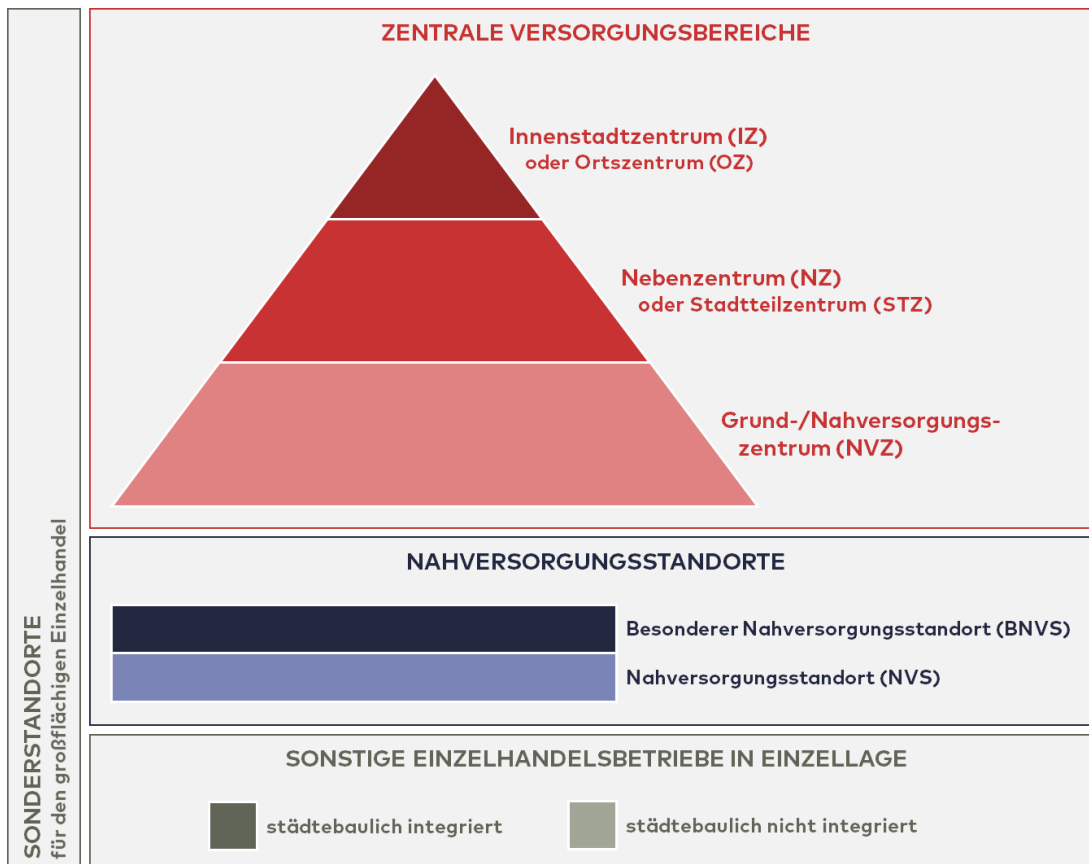 ZENTRALE VERSORGUNGSBEREICHE
Innenstadtzentrum (IZ)
oder Ortszentrum (OZ)
Nebenzentrum (NZ)
oder Stadtteilzentrum (STZ)
Grund-/Nahversorgungs-
zentrum (NVZ)
NAHVERSORGUNGSSTANDORTE
Besonderer Nahversorgungsstandort (BNVS)
Nahversorgungsstandort (NVS)
SONSTIGE EINZELHANDELSBETRIEBE IN EINZELLAGE
städtebaulich integriert
städtebaulich nicht integriert
SONDERSTANDORTE
für den großflächigen Einzelhandel